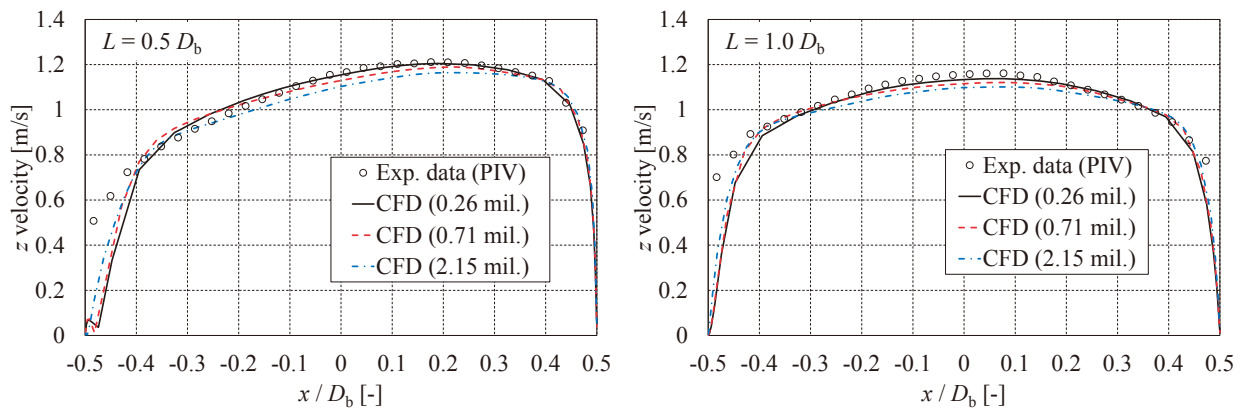 L = 0.5 D_b
1.4
1.2
1
0.8
0.6
0.4
0.2
0
z velocity [m/s]
Exp. data (PIV)
CFD (0.26 mil.)
CFD (0.71 mil.)
CFD (2.15 mil.)
-0.5 -0.4 -0.3 -0.2 -0.1 0 0.1 0.2 0.3 0.4 0.5
x / D_b [-]
L = 1.0 D_b
1.4
1.2
1
0.8
0.6
0.4
0.2
0
z velocity [m/s]
Exp. data (PIV)
CFD (0.26 mil.)
CFD (0.71 mil.)
CFD (2.15 mil.)
-0.5 -0.4 -0.3 -0.2 -0.1 0 0.1 0.2 0.3 0.4 0.5
x / D_b [-]